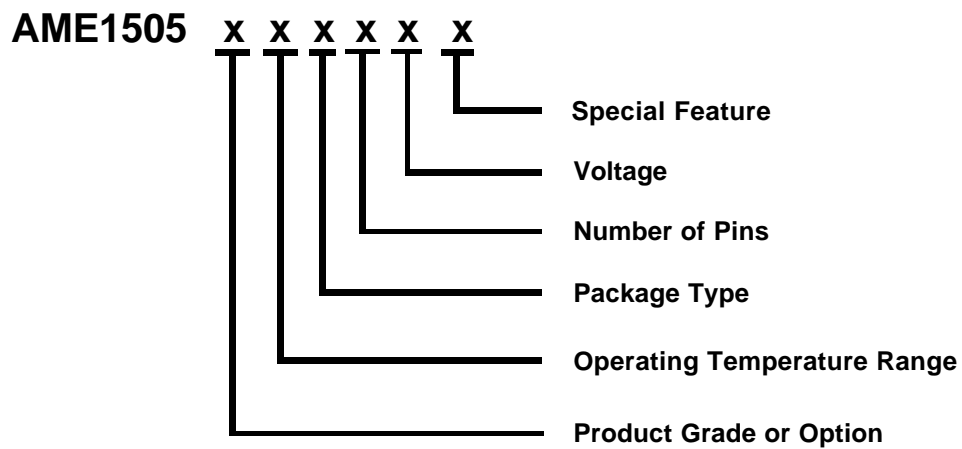 AME1505 x x x x x x
Special Feature
Voltage
Number of Pins
Package Type
Operating Temperature Range
Product Grade or Option